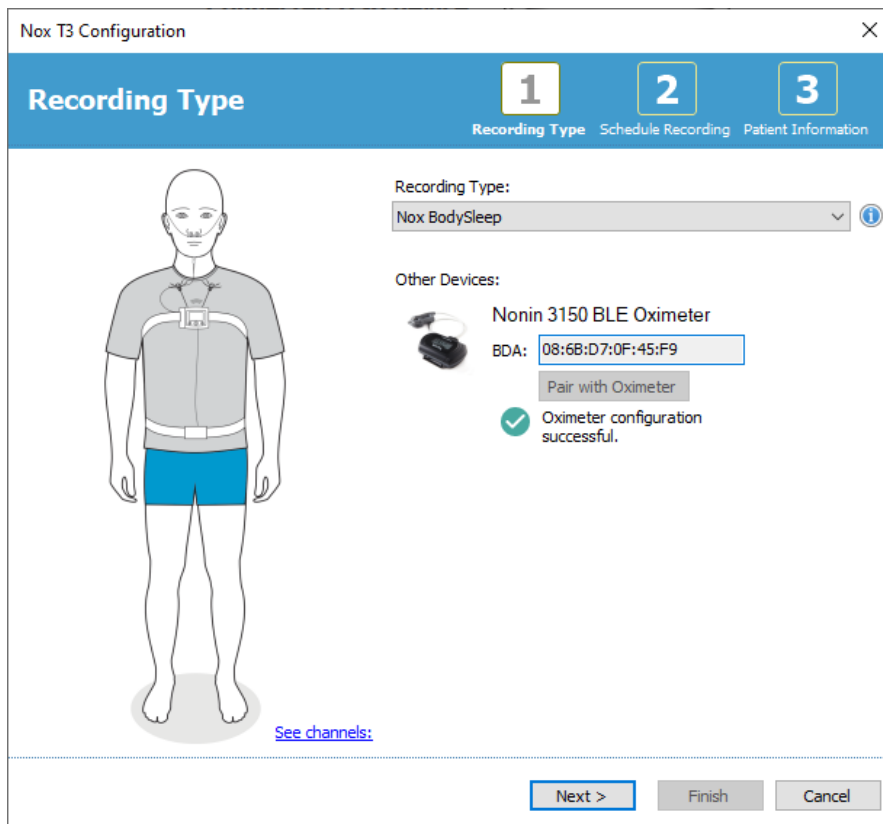 Nox T3 Configuration
Recording Type
1
Recording Type
2
Schedule Recording
3
Patient Information
Recording Type:
Nox BodySleep
Other Devices:
Nonin 3150 BLE Oximeter
BDA: 08:6B:D7:0F:45:F9
Pair with Oximeter
Oximeter configuration
successful.
See channels:
Next >
Finish
Cancel